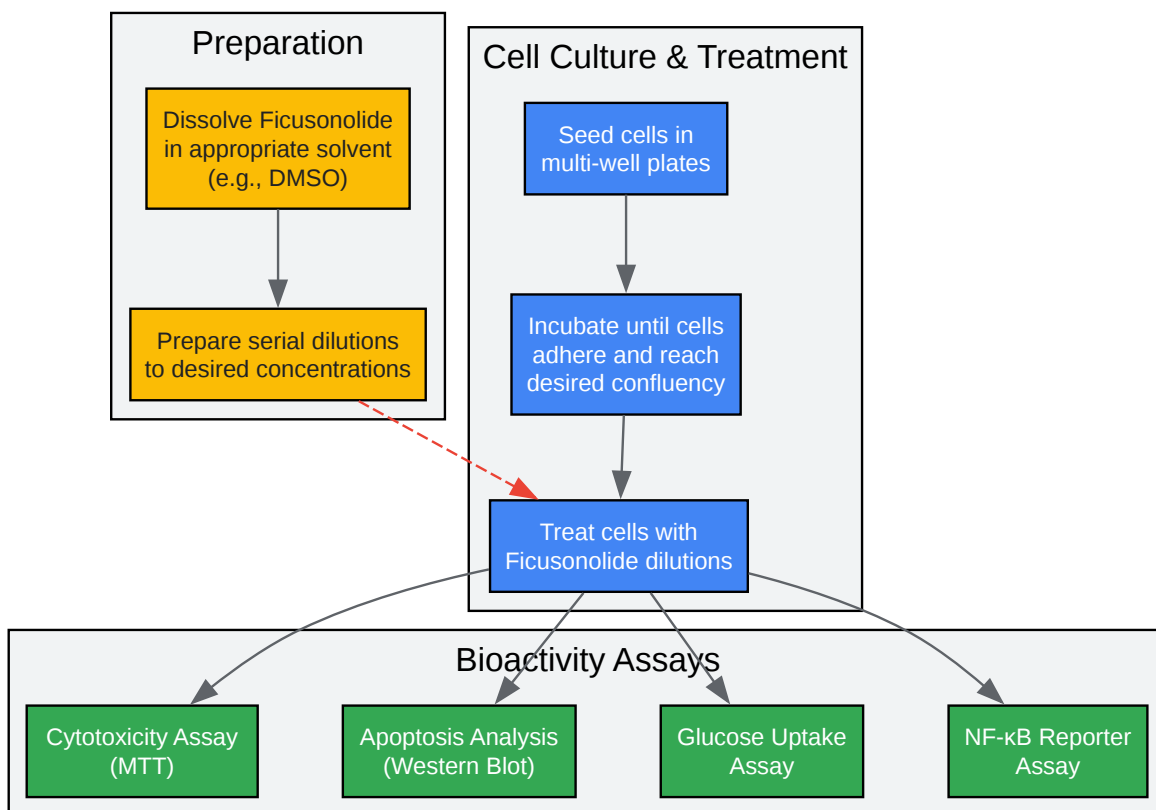 Preparation
Dissolve Ficusonolide
in appropriate solvent
(e.g., DMSO)
Prepare serial dilutions
to desired concentrations
Cell Culture & Treatment
Seed cells in
multi-well plates
Incubate until cells
adhere and reach
desired confluency
Treat cells with
Ficusonolide dilutions
Bioactivity Assays
Cytotoxicity Assay
(MTT)
Apoptosis Analysis
(Western Blot)
Glucose Uptake
Assay
NF-κB Reporter
Assay